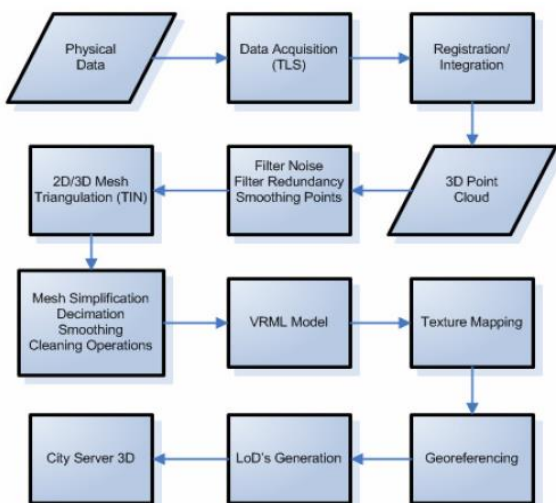 Physical
Data
Data Acquisition
(TLS)
Registration/
Integration
3D Point
Cloud
Filter Noise
Filter Redundancy
Smoothing Points
2D/3D Mesh
Triangulation (TIN)
Mesh Simplification
Decimation
Smoothing
Cleaning Operations
VRML Model
Texture Mapping
Georeferencing
LoD's Generation
City Server 3D